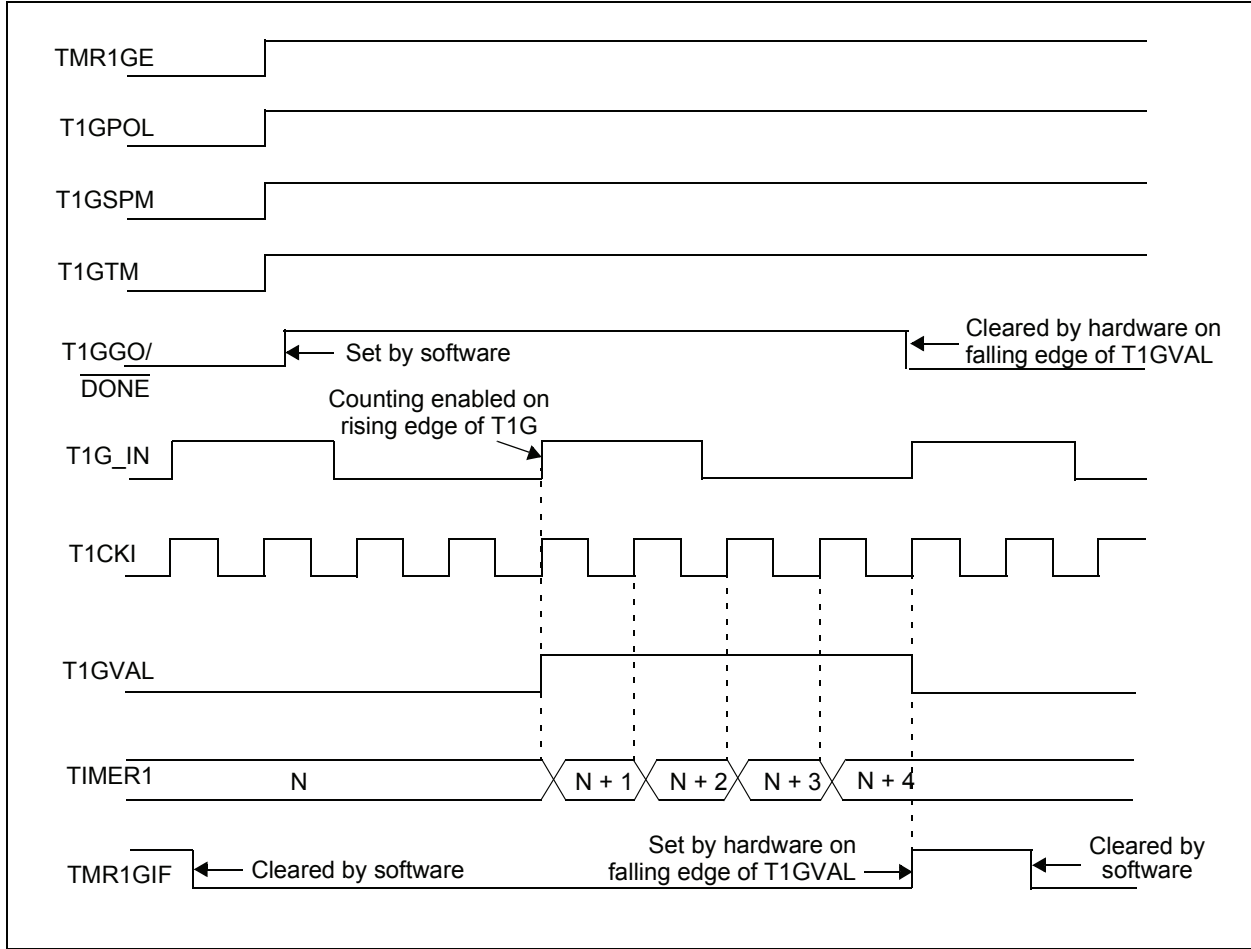 TMR1GE
T1GPOL
T1GSPM
T1GTM
T1GGO/
DONE
Set by software
Cleared by hardware on
falling edge of T1GVAL
Counting enabled on
rising edge of T1G
T1G_IN
T1CKI
T1GVAL
TIMER1
N
N + 1
N + 2
N + 3
N + 4
TMR1GIF
Cleared by software
Set by hardware on
falling edge of T1GVAL
Cleared by
software